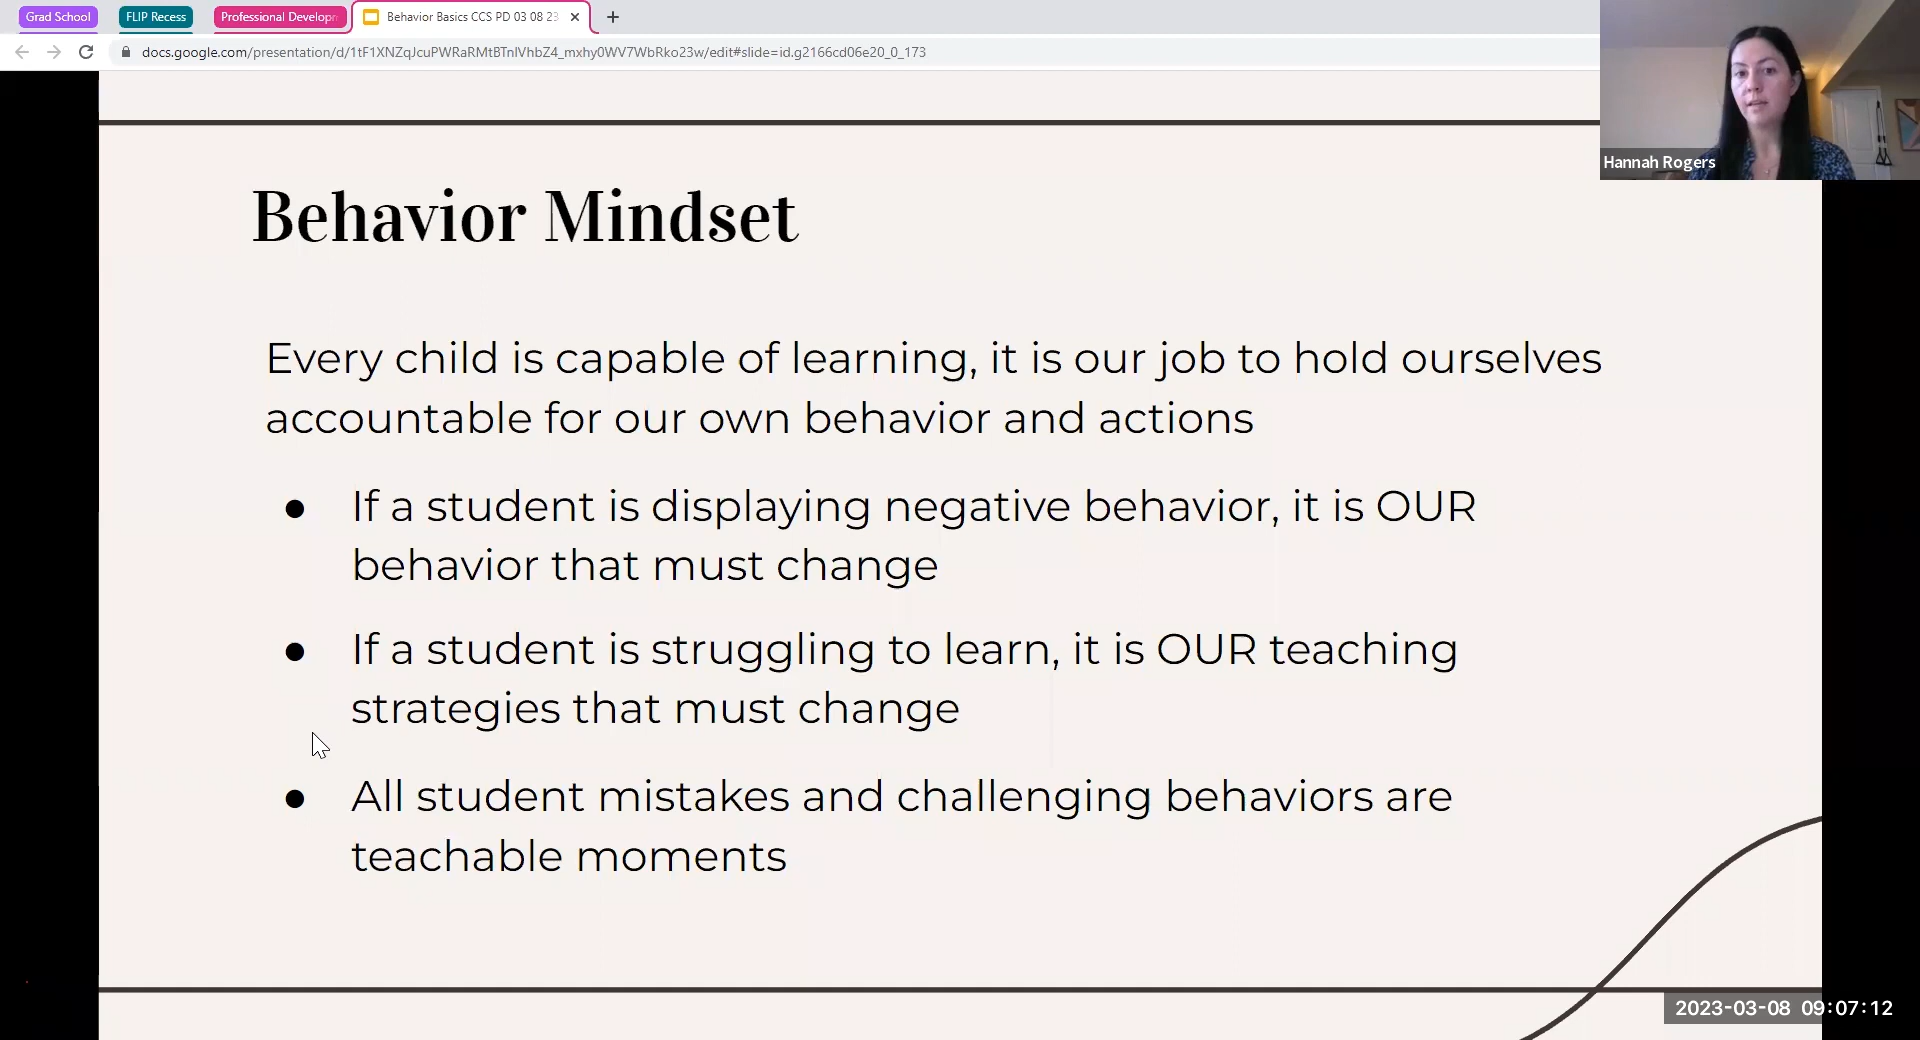 Grad School
FLIP Recess
Professional Developm
Behavior Basics CCS PD 03 08 23
docs.google.com/presentation/d/1tF1XNZqJcuPWRaRMtBTnlVhbZ4_mxhy0WV7WbRko23w/edit#slide=id.g2166cd06e20_0_173
Hannah Rogers
Behavior Mindset
Every child is capable of learning, it is our job to hold ourselves
accountable for our own behavior and actions
● If a student is displaying negative behavior, it is OUR
behavior that must change
● If a student is struggling to learn, it is OUR teaching
strategies that must change
● All student mistakes and challenging behaviors are
teachable moments
2023-03-08 09:07:12